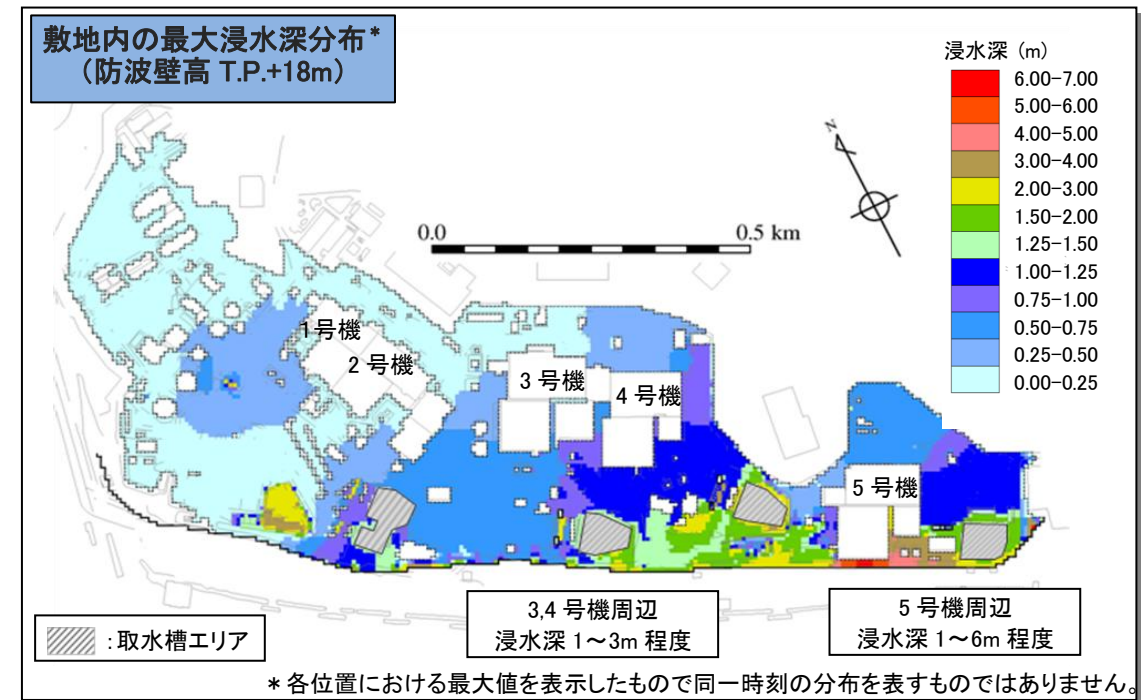 敷地内の最大浸水深分布*
（防波壁高 T.P.+18m）
浸水深 (m)
6.00-7.00
5.00-6.00
4.00-5.00
3.00-4.00
2.00-3.00
1.50-2.00
1.25-1.50
1.00-1.25
0.75-1.00
0.50-0.75
0.25-0.50
0.00-0.25
N
0.0 0.5 km
1号機
2 号機
3 号機
4 号機
5 号機
3,4 号機周辺
浸水深 1～3m 程度
5 号機周辺
浸水深 1～6m 程度
:取水槽エリア
* 各位置における最大値を表示したもので同一時刻の分布を表すものではありません。